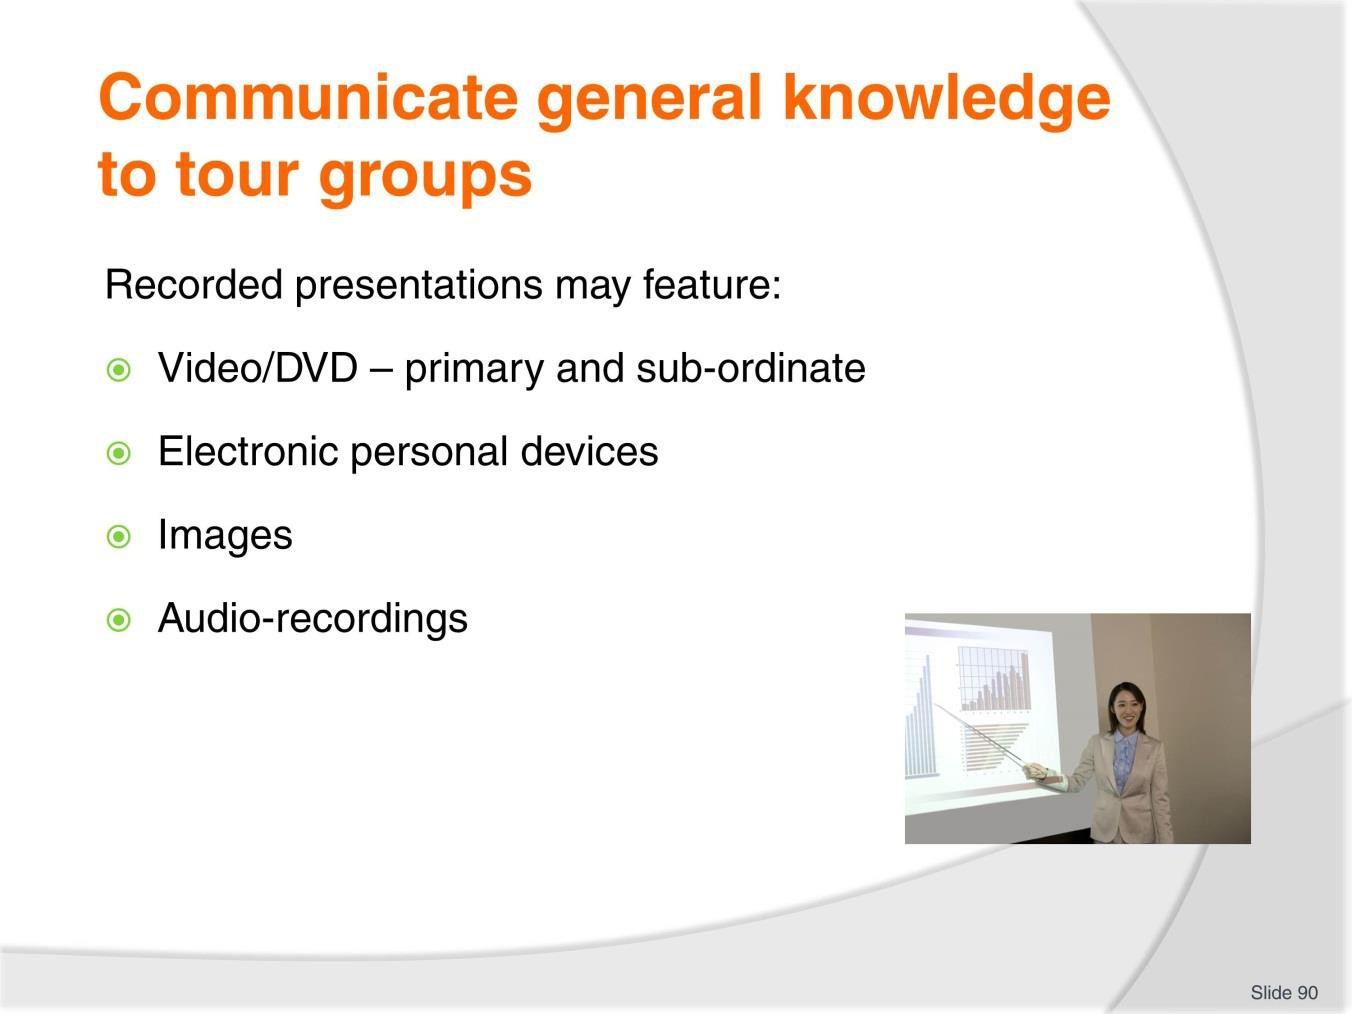 Communicate general knowledge
to tour groups
Recorded presentations may feature:
Video/DVD – primary and sub-ordinate
Electronic personal devices
Images
Audio-recordings
Slide 90